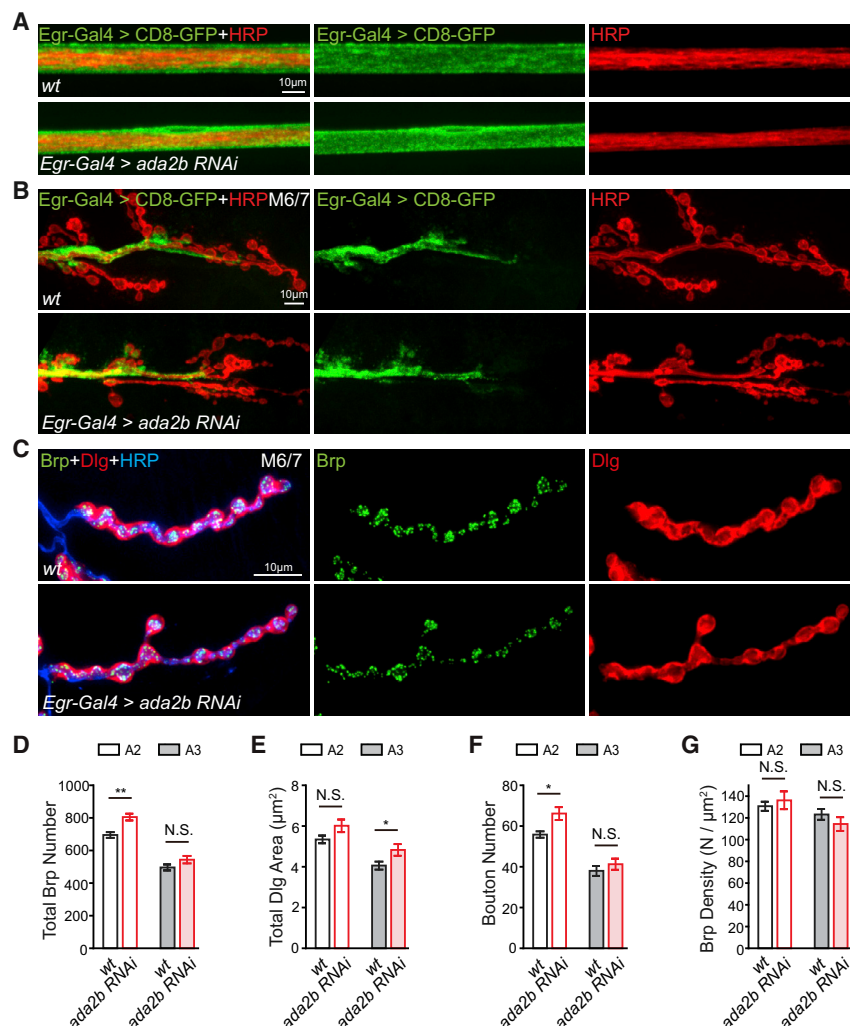 A
Egr-Gal4 > CD8-GFP+HRP
Egr-Gal4 > CD8-GFP
HRP
wt
10μm
Egr-Gal4 > ada2b RNAi
B
Egr-Gal4 > CD8-GFP+HRP M6/7
Egr-Gal4 > CD8-GFP
HRP
wt
10μm
Egr-Gal4 > ada2b RNAi
C
Brp+Dlg+HRP
M6/7
Brp
Dlg
wt
10μm
Egr-Gal4 > ada2b RNAi
D
A2
A3
Total Brp Number
1000
800
600
400
200
0
**
N.S.
wt
ada2b RNAi
wt
ada2b RNAi
E
A2
A3
Total Dlg Area (μm²)
8
6
4
2
0
N.S.
*
wt
ada2b RNAi
wt
ada2b RNAi
F
A2
A3
Bouton Number
80
60
40
20
0
*
N.S.
wt
ada2b RNAi
wt
ada2b RNAi
G
A2
A3
Brp Density (N / μm²)
140
120
100
80
60
40
20
0
N.S.
N.S.
wt
ada2b RNAi
wt
ada2b RNAi